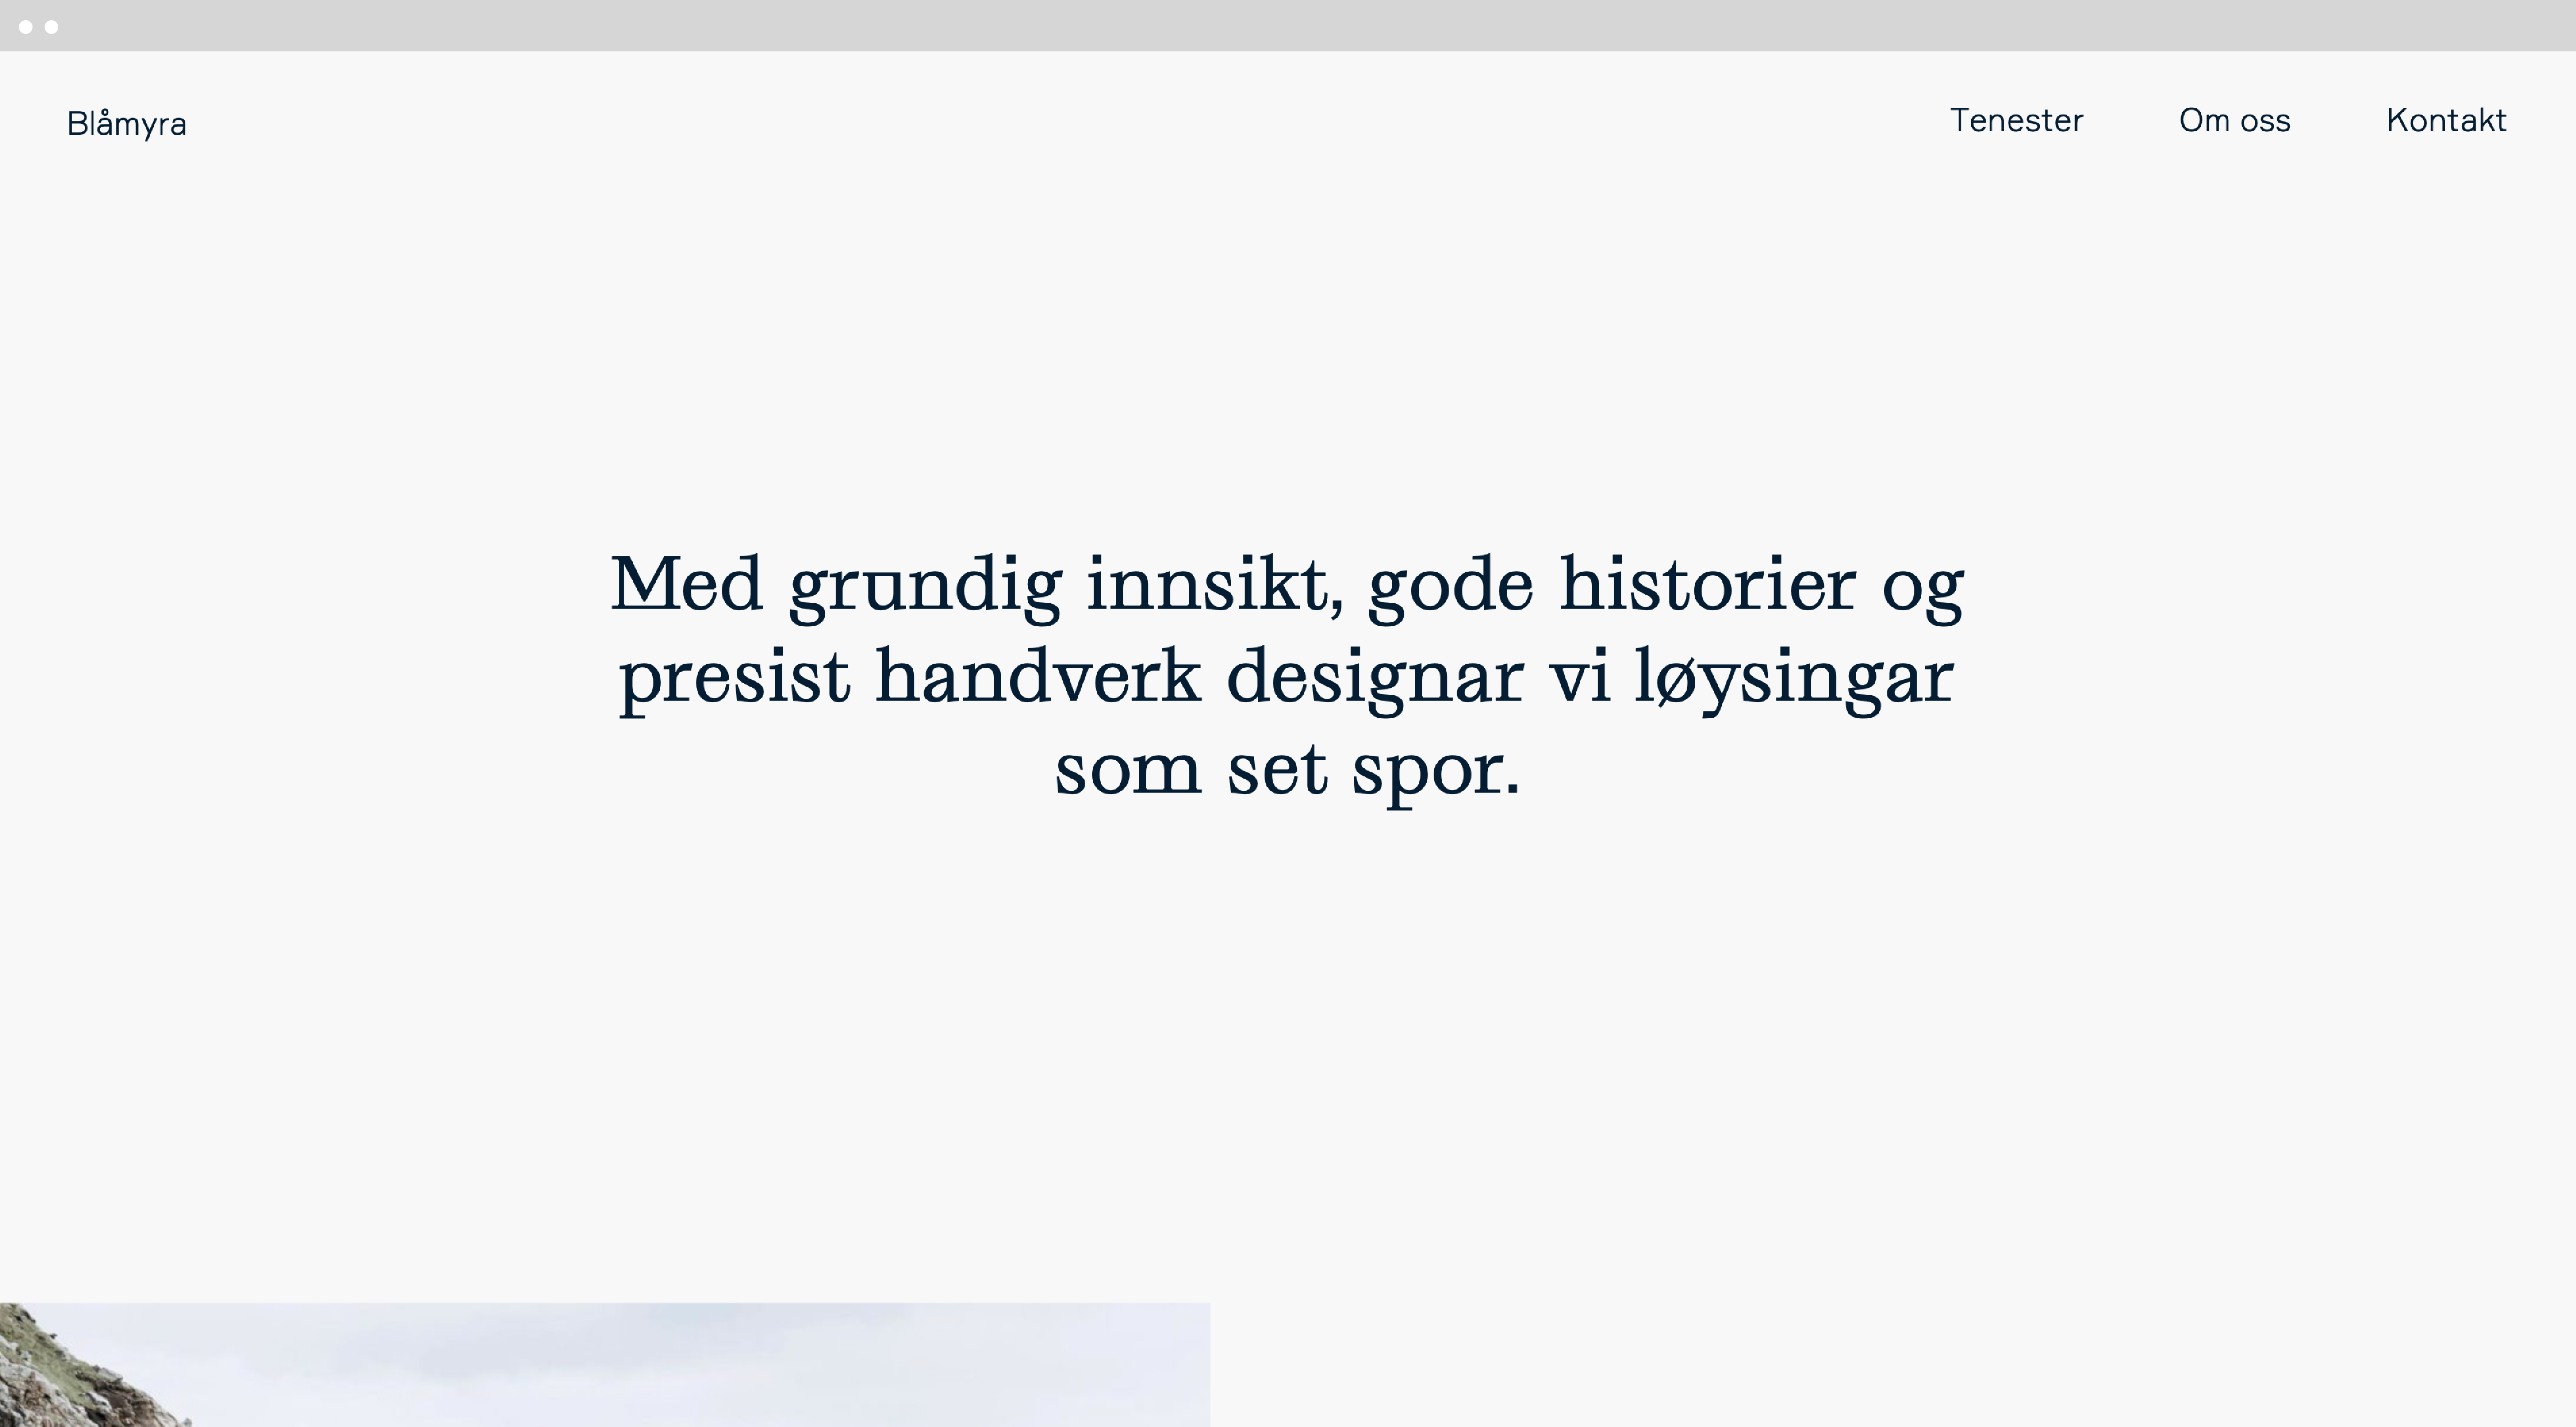 Blåmyra
Tenester
Om oss
Kontakt
Med grundig innsikt, gode historier og
presist handverk designar vi løysingar
som set spor.